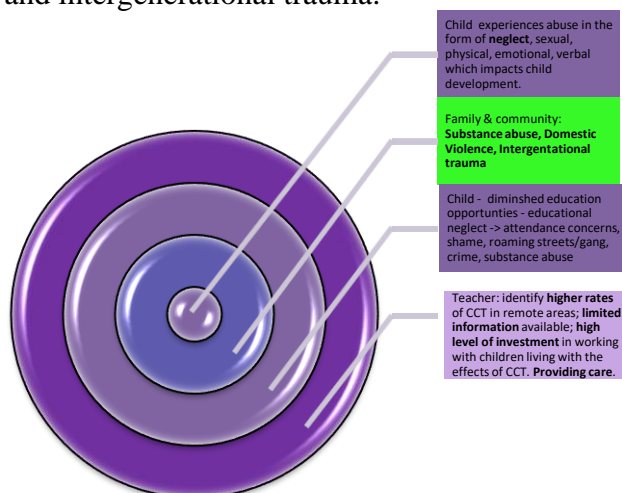 and Intergenerational trauma.
Child experiences abuse in the
form of neglect, sexual,
physical, emotional, verbal
which impacts child
development.
Family & community:
Substance abuse, Domestic
Violence, Intergentational
trauma
Child - diminshed education
opportunties - educational
neglect -> attendance concerns,
shame, roaming streets/gang,
crime, substance abuse
Teacher: identify higher rates
of CCT in remote areas; limited
information available; high
level of investment in working
with children living with the
effects of CCT. Providing care.